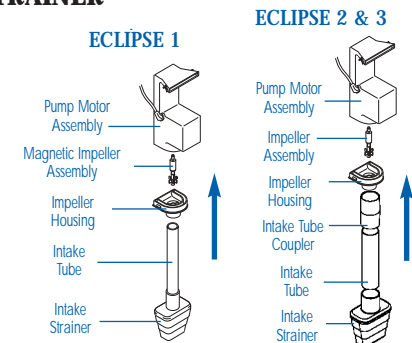 ECLIPSE 1
Pump Motor
Assembly
Magnetic Impeller
Assembly
Impeller
Housing
Intake
Tube
Intake
Strainer
ECLIPSE 2 & 3
Pump Motor
Assembly
Impeller
Assembly
Impeller
Housing
Intake Tube
Coupler
Intake
Tube
Intake
Strainer